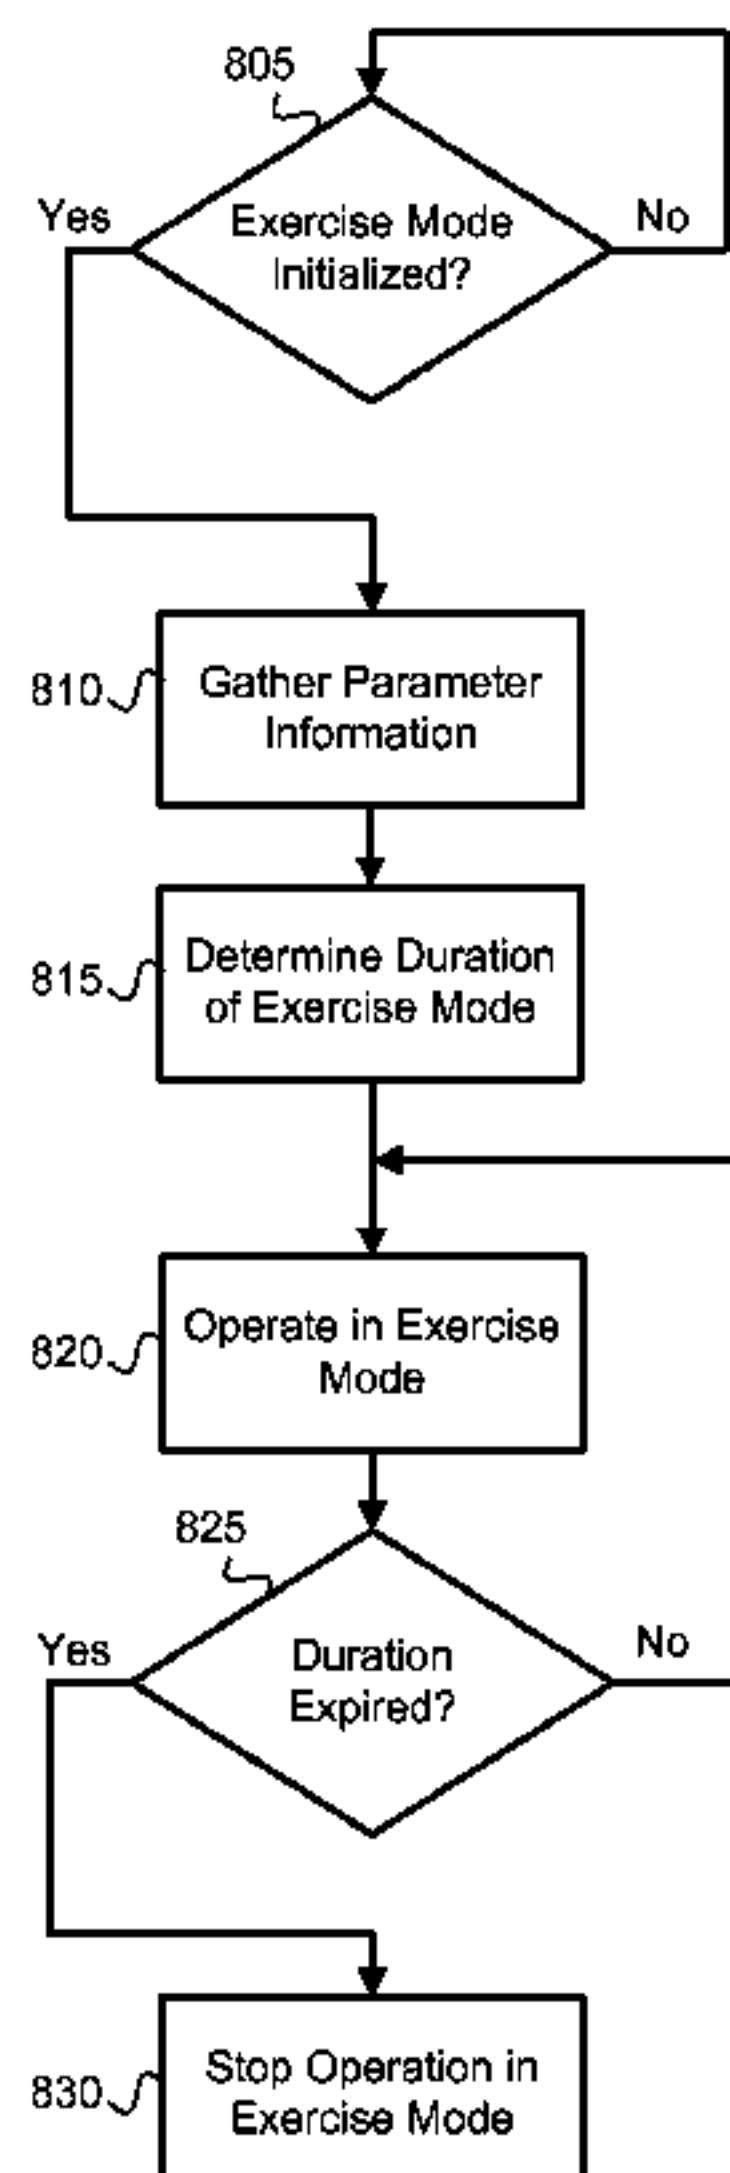 805
Yes
Exercise Mode
Initialized?
No
810
Gather Parameter
Information
815
Determine Duration
of Exercise Mode
820
Operate in Exercise
Mode
825
Yes
Duration
Expired?
No
830
Stop Operation in
Exercise Mode